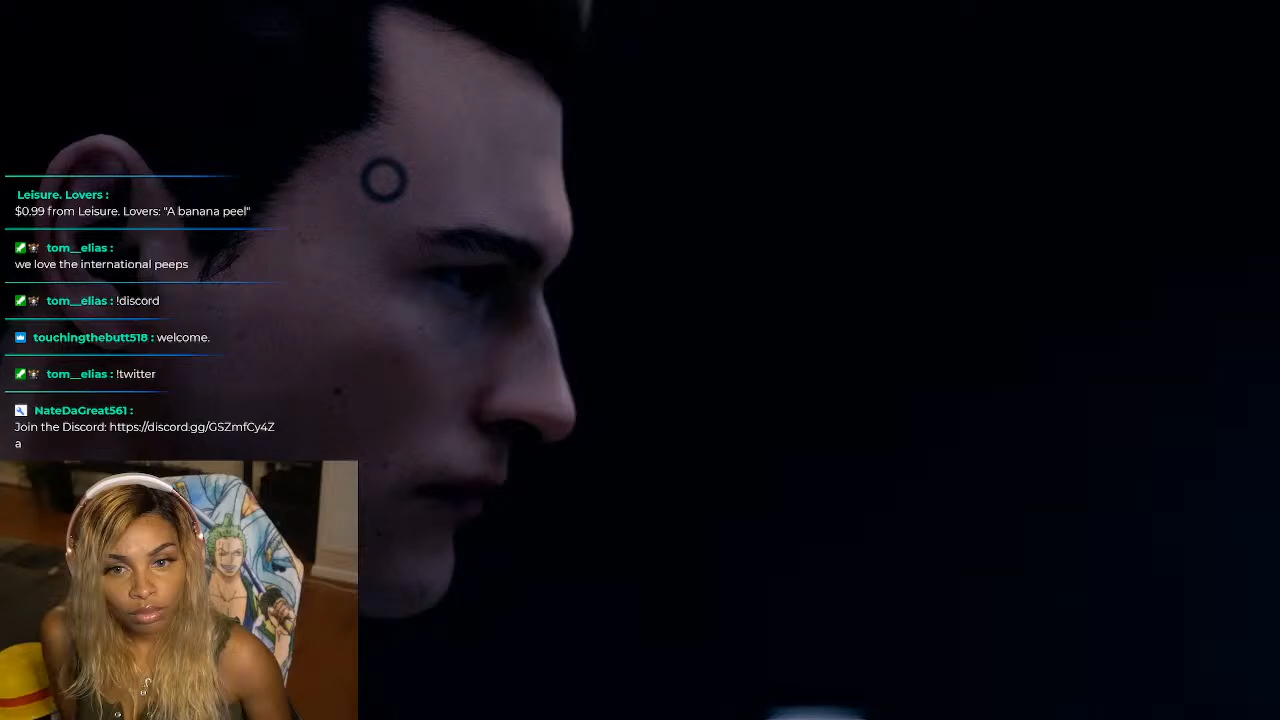 Leisure. Lovers :
$0.99 from Leisure. Lovers: "A banana peel"
tom__elias :
we love the international peeps
tom__elias : !discord
touchingthebutt518 : welcome.
tom__elias : !twitter
NateDaGreat561 :
Join the Discord: https://discord.gg/GSZmfCy4Z
a